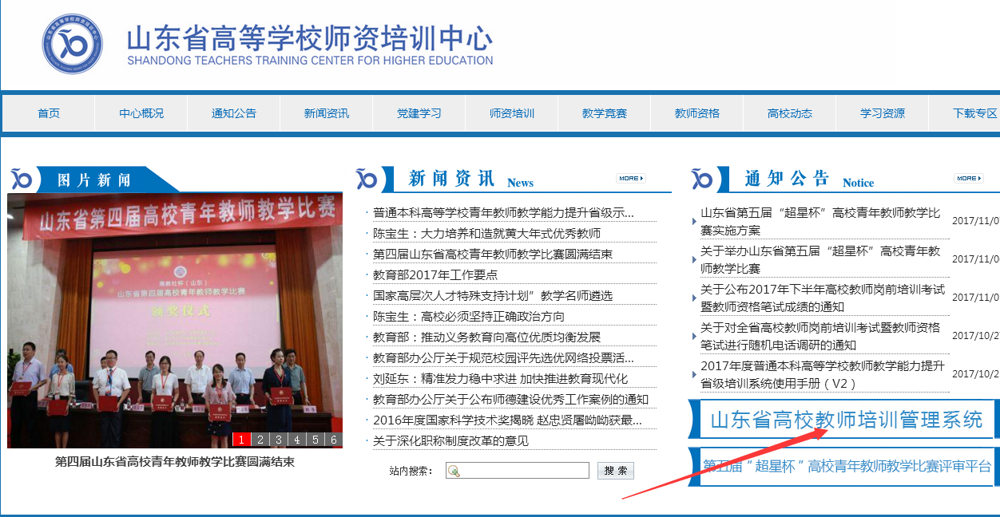 山东省高等学校师资培训中心
SHANDONG TEACHERS TRAINING CENTER FOR HIGHER EDUCATION
首页 中心概况 通知公告 新闻资讯 党建学习 师资培训 教学竞赛 教师资格 高校动态 学习资源 下载专区
图片新闻
山东省第四届高校青年教师教学比赛
山东省第四届高校青年教师教学比赛
颁奖仪式
1 2 3 4 5 6
第四届山东省高校青年教师教学比赛圆满结束
新闻资讯 News MORE
· 普通本科高等学校青年教师教学能力提升省级示...
· 陈宝生：大力培养和造就黄大年式优秀教师
· 第四届山东省高校青年教师教学比赛圆满结束
· 教育部2017年工作要点
· 国家高层次人才特殊支持计划”教学名师遴选
· 陈宝生：高校必须坚持正确政治方向
· 教育部：推动义务教育向高位优质均衡发展
· 教育部办公厅关于规范校园评先选优网络投票活...
· 刘延东：精准发力稳中求进 加快推进教育现代化
· 教育部办公厅关于公布师德建设优秀工作案例的通知
· 2016年度国家科学技术奖揭晓 赵忠贤屠呦呦获最...
· 关于深化职称制度改革的意见
站内搜索： 搜 索
通知公告 Notice MORE
山东省第五届“超星杯”高校青年教师教学比
赛实施方案
2017/11/0
关于举办山东省第五届“超星杯”高校青年教
师教学比赛
2017/11/0
关于公布2017年下半年高校教师岗前培训考试
暨教师资格笔试成绩的通知
2017/11/0
关于对全省高校教师岗前培训考试暨教师资格
笔试进行随机电话调研的通知
2017/10/2
2017年度普通本科高等学校教师教学能力提升
省级培训系统使用手册（V2）
2017/10/2
山东省高校教师培训管理系统
第五届＂超星杯＂高校青年教师教学比赛评审平台